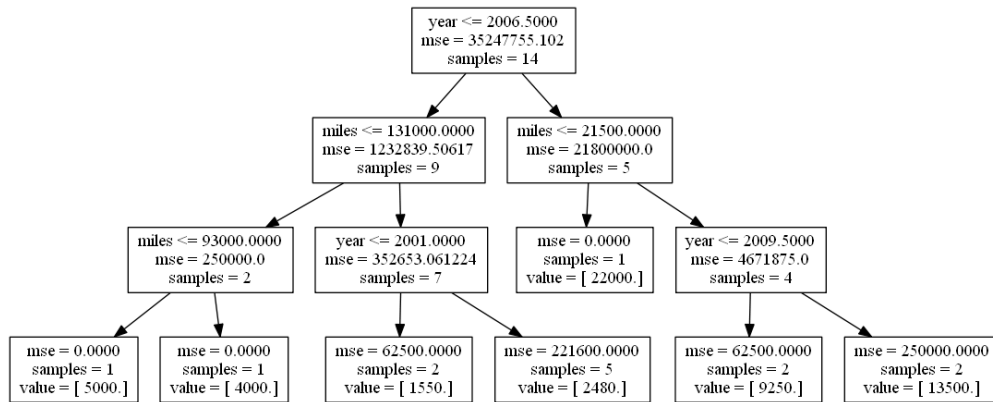 year <= 2006.5000
mse = 35247755.102
samples = 14
miles <= 131000.0000
mse = 1232839.50617
samples = 9
miles <= 21500.0000
mse = 21800000.0
samples = 5
miles <= 93000.0000
mse = 250000.0
samples = 2
year <= 2001.0000
mse = 352653.061224
samples = 7
mse = 0.0000
samples = 1
value = [ 22000.]
year <= 2009.5000
mse = 4671875.0
samples = 4
mse = 0.0000
samples = 1
value = [ 5000.]
mse = 0.0000
samples = 1
value = [ 4000.]
mse = 62500.0000
samples = 2
value = [ 1550.]
mse = 221600.0000
samples = 5
value = [ 2480.]
mse = 62500.0000
samples = 2
value = [ 9250.]
mse = 250000.0000
samples = 2
value = [ 13500.]